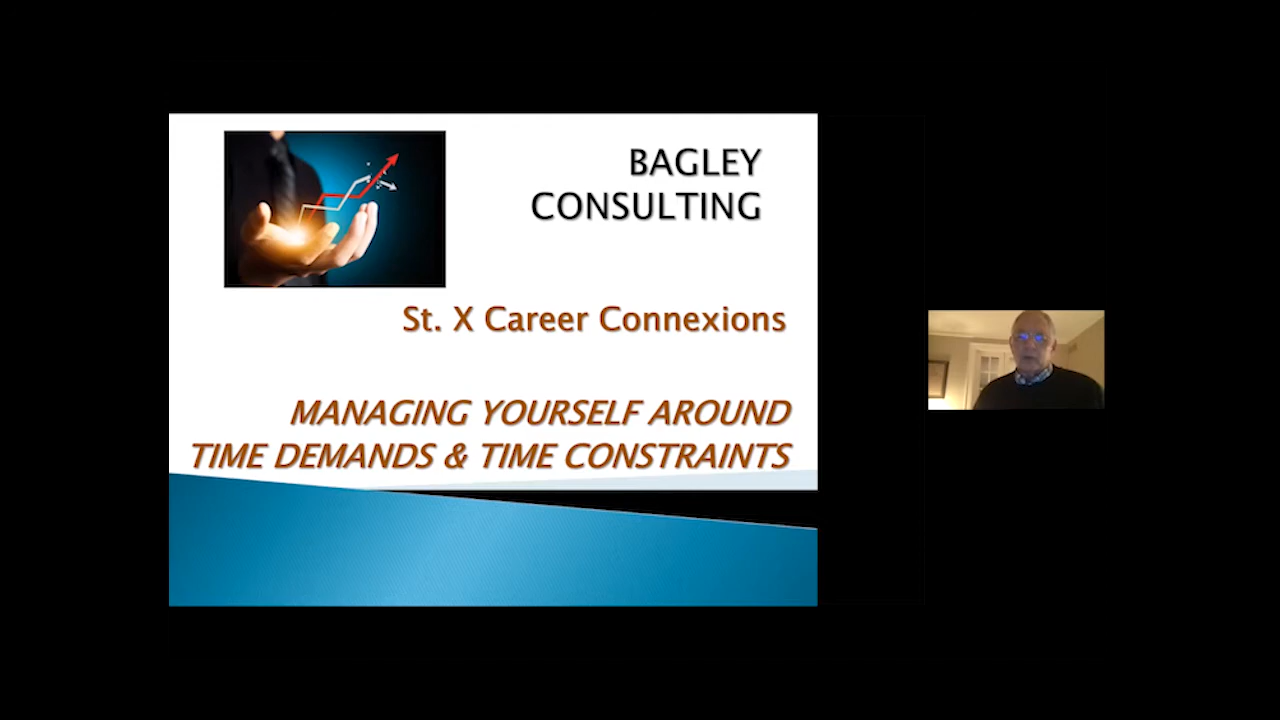 BAGLEY
CONSULTING
St. X Career Connexions
MANAGING YOURSELF AROUND
TIME DEMANDS & TIME CONSTRAINTS